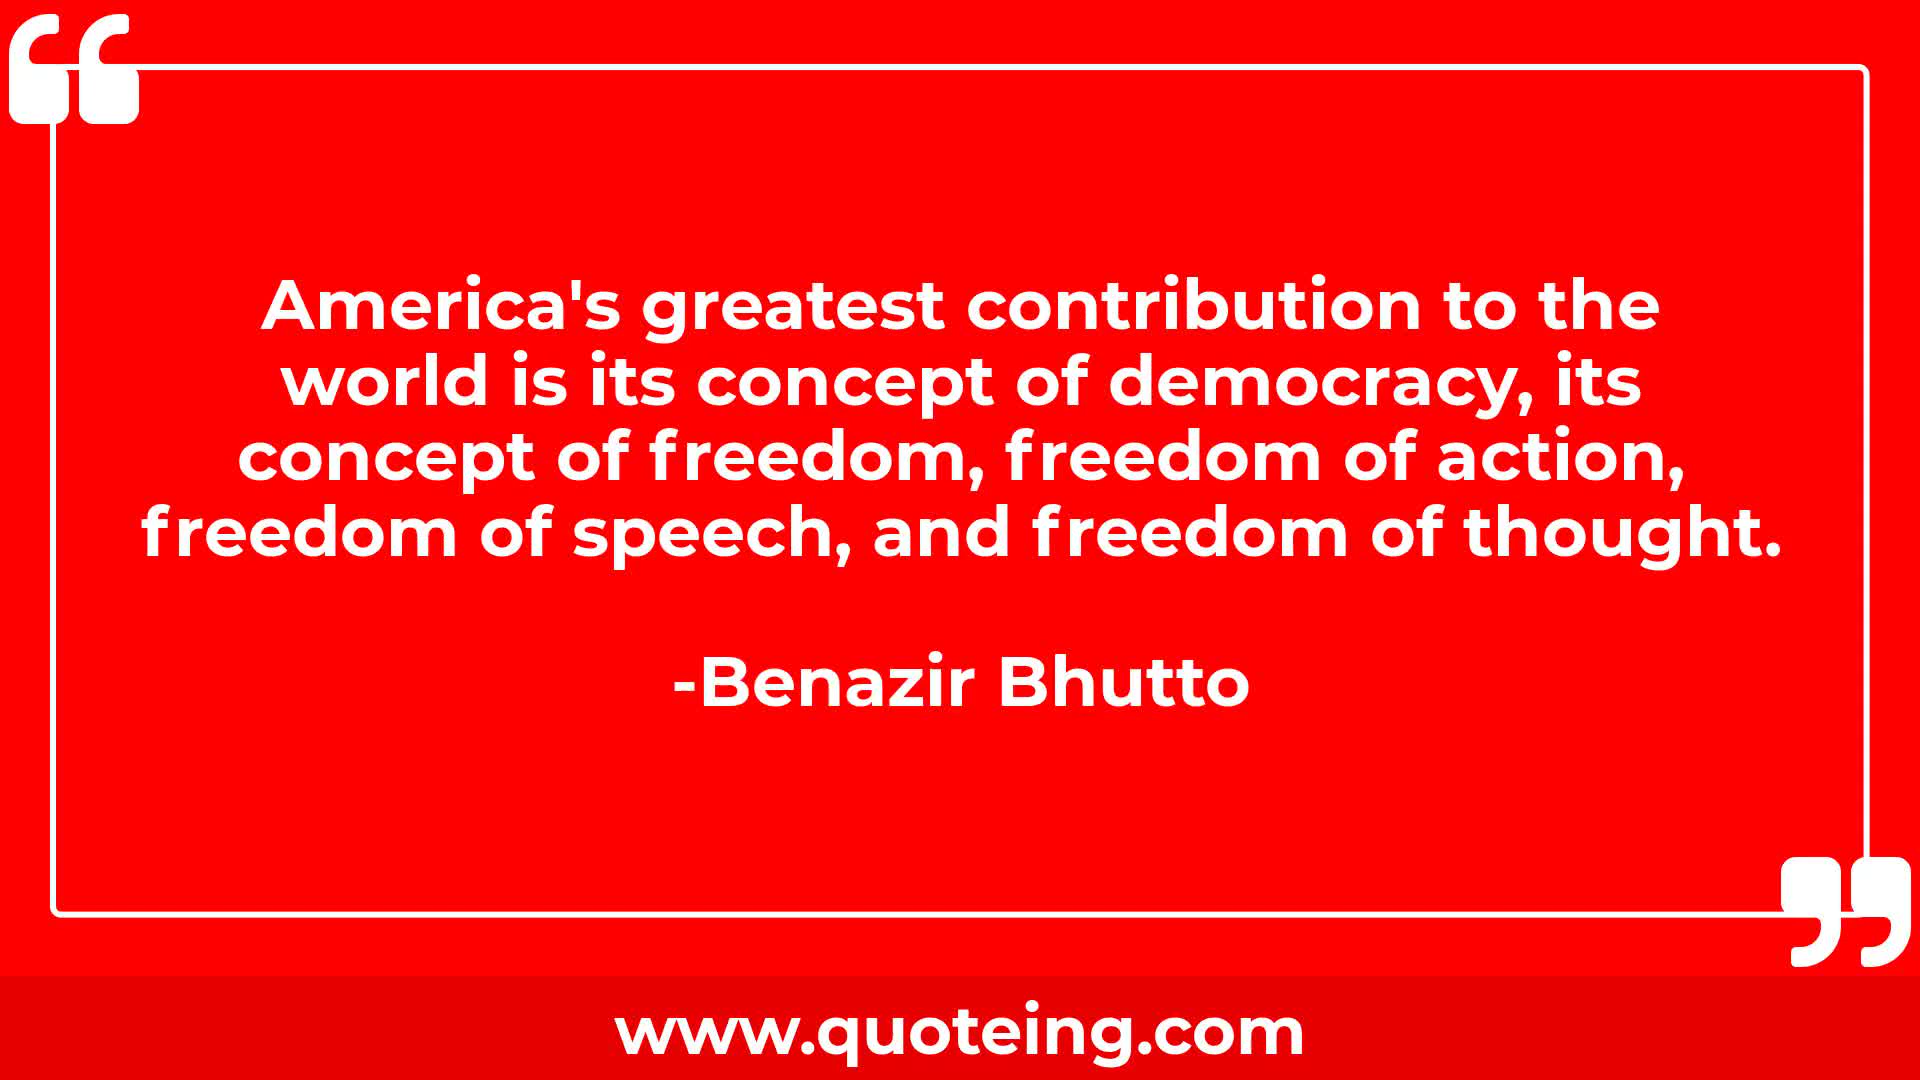 America's greatest contribution to the
world is its concept of democracy, its
concept of freedom, freedom of action,
freedom of speech, and freedom of thought.
-Benazir Bhutto
www.quoteing.com